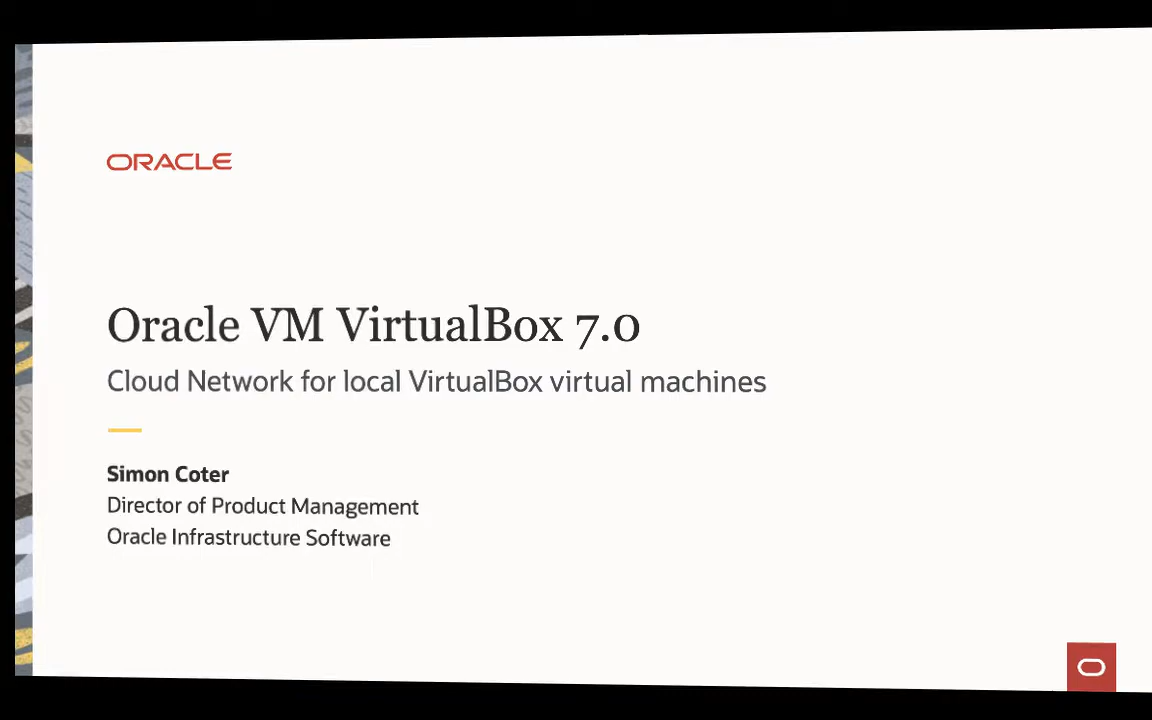 ORACLE
Oracle VM VirtualBox 7.0
Cloud Network for local VirtualBox virtual machines
Simon Coter
Director of Product Management
Oracle Infrastructure Software